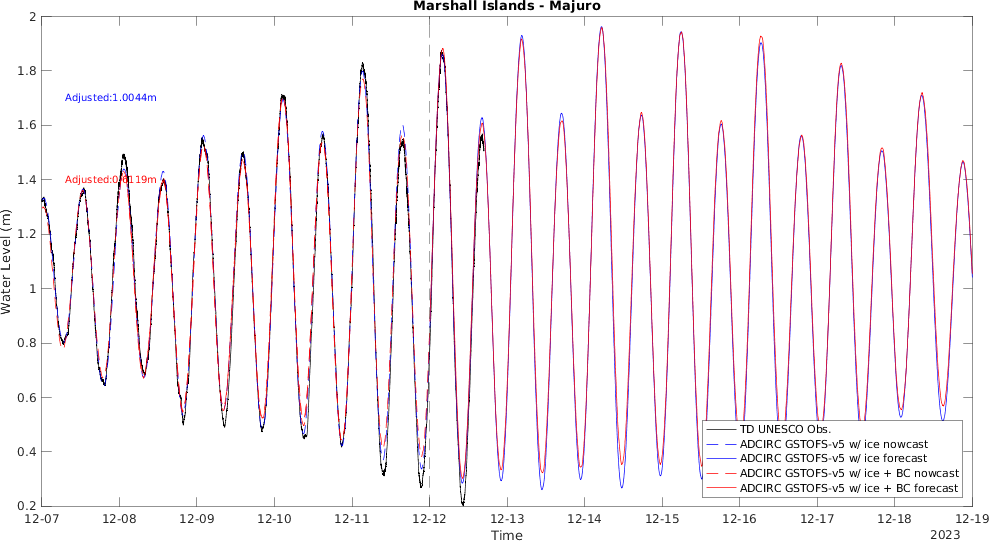 Marshall Islands - Majuro
2
1.8
1.6
1.4
1.2
1
0.8
0.6
0.4
0.2
Water Level (m)
Adjusted:1.0044m
Adjusted:0.6119m
TD UNESCO Obs.
ADCIRC GSTOFS-v5 w/ ice nowcast
ADCIRC GSTOFS-v5 w/ ice forecast
ADCIRC GSTOFS-v5 w/ ice + BC nowcast
ADCIRC GSTOFS-v5 w/ ice + BC forecast
12-07 12-08 12-09 12-10 12-11 12-12 12-13 12-14 12-15 12-16 12-17 12-18 12-19
Time
2023